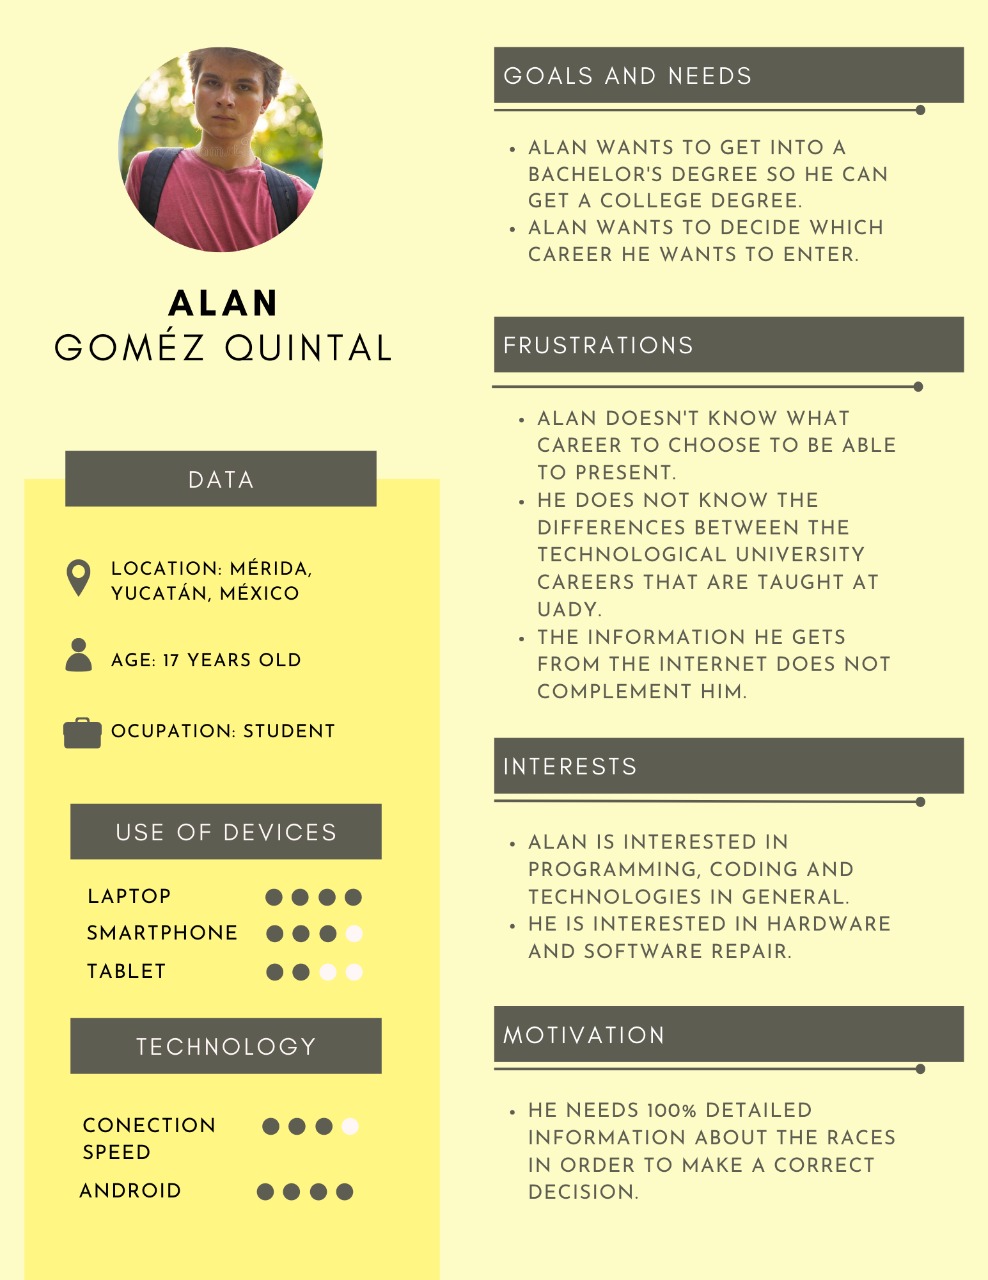 ALAN
GOMÉZ QUINTAL
DATA
LOCATION: MÉRIDA,
YUCATÁN, MÉXICO
AGE: 17 YEARS OLD
OCUPATION: STUDENT
USE OF DEVICES
LAPTOP
SMARTPHONE
TABLET
TECHNOLOGY
CONECTION
SPEED
ANDROID
GOALS AND NEEDS
• ALAN WANTS TO GET INTO A
BACHELOR'S DEGREE SO HE CAN
GET A COLLEGE DEGREE.
• ALAN WANTS TO DECIDE WHICH
CAREER HE WANTS TO ENTER.
FRUSTRATIONS
• ALAN DOESN'T KNOW WHAT
CAREER TO CHOOSE TO BE ABLE
TO PRESENT.
• HE DOES NOT KNOW THE
DIFFERENCES BETWEEN THE
TECHNOLOGICAL UNIVERSITY
CAREERS THAT ARE TAUGHT AT
UADY.
• THE INFORMATION HE GETS
FROM THE INTERNET DOES NOT
COMPLEMENT HIM.
INTERESTS
• ALAN IS INTERESTED IN
PROGRAMMING, CODING AND
TECHNOLOGIES IN GENERAL.
• HE IS INTERESTED IN HARDWARE
AND SOFTWARE REPAIR.
MOTIVATION
• HE NEEDS 100% DETAILED
INFORMATION ABOUT THE RACES
IN ORDER TO MAKE A CORRECT
DECISION.